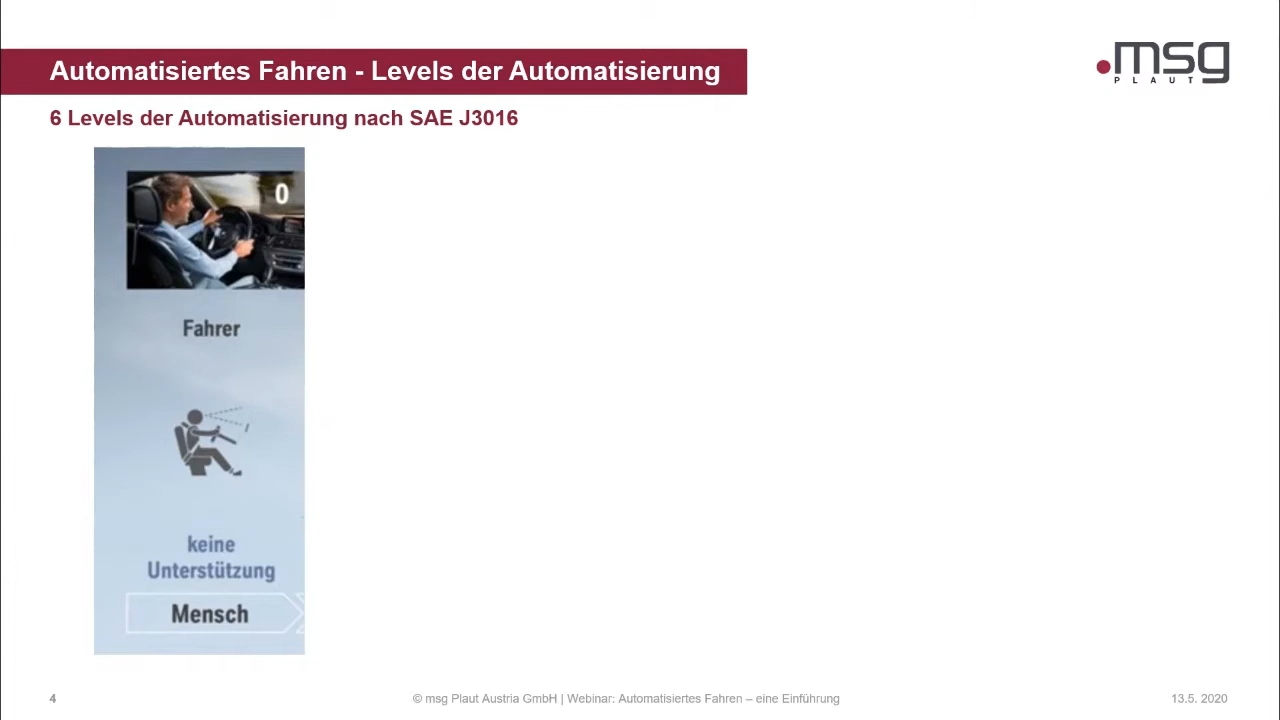 Automatisiertes Fahren - Levels der Automatisierung
.msg
PLAUT
6 Levels der Automatisierung nach SAE J3016
0
Fahrer
keine
Unterstützung
Mensch
4
© msg Plaut Austria GmbH | Webinar: Automatisiertes Fahren – eine Einführung
13.5. 2020